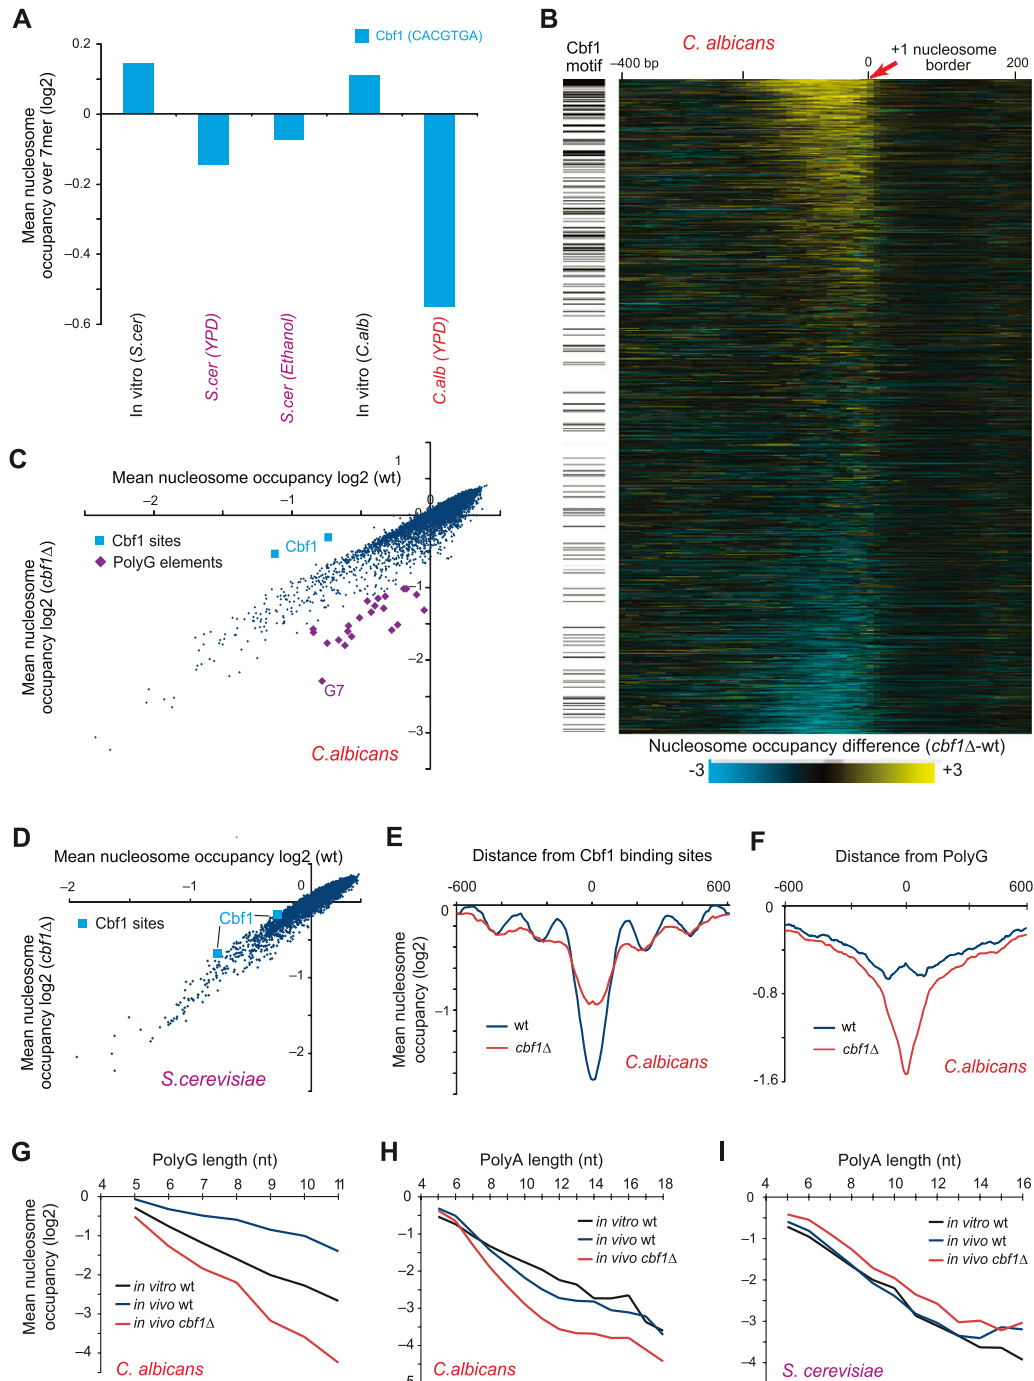 A
Cbf1 (CACGTGA)
Mean nucleosome
occupancy over 7mer (log2)
0.2
0
–0.2
–0.4
–0.6
In vitro (S.cer)
S.cer (YPD)
S.cer (Ethanol)
In vitro (C.alb)
C.alb (YPD)
B
Cbf1
motif
C. albicans
+1 nucleosome
border
–400 bp
0
200
Nucleosome occupancy difference (cbf1Δ-wt)
-3
+3
C
Mean nucleosome occupancy log2 (wt)
Mean nucleosome
occupancy log2 (cbf1Δ)
–2
–1
0
1
0
–1
–2
–3
Cbf1 sites
PolyG elements
Cbf1
G7
C.albicans
D
Mean nucleosome occupancy log2 (wt)
Mean nucleosome
occupancy log2 (cbf1Δ)
–2
–1
0
–1
–2
Cbf1 sites
Cbf1
S.cerevisiae
E
Distance from Cbf1 binding sites
-600
0
600
Mean nucleosome
occupancy (log2)
0
–1
wt
cbf1Δ
C.albicans
F
Distance from PolyG
-600
0
600
0
-0.8
-1.6
wt
cbf1Δ
C.albicans
G
PolyG length (nt)
4 5 6 7 8 9 10 11
Mean nucleosome
occupancy (log2)
0
–1
–2
–3
–4
in vitro wt
in vivo wt
in vivo cbf1Δ
C. albicans
H
PolyA length (nt)
4 6 8 10 12 14 16 18
0
–1
–2
–3
–4
5
in vitro wt
in vivo wt
in vivo cbf1Δ
C.albicans
I
PolyA length (nt)
4 6 8 10 12 14 16
0
–1
–2
–3
–4
in vitro wt
in vivo wt
in vivo cbf1Δ
S. cerevisiae